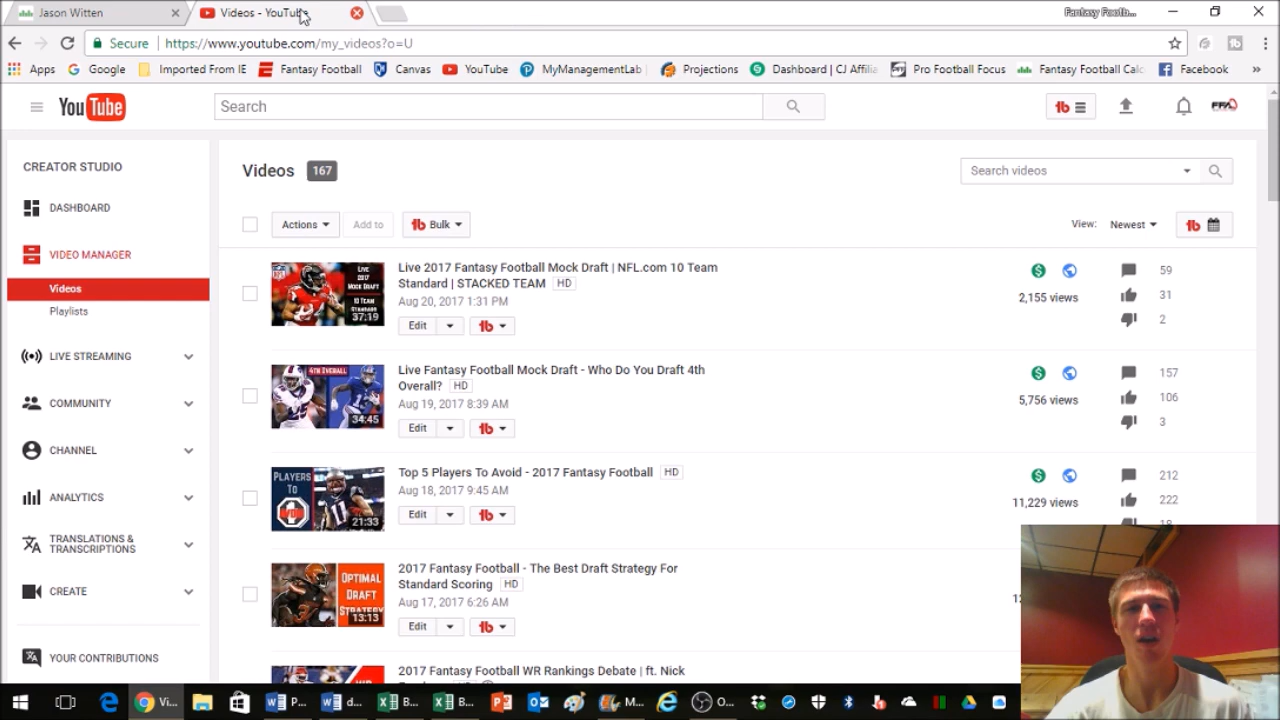 Jason Witten
Videos - YouTube
Fantasy Footb...
Secure https://www.youtube.com/my_videos?o=U
Apps Google Imported From IE Fantasy Football Canvas YouTube MyManagementLab Projections Dashboard | CJ Affilia Pro Football Focus Fantasy Football Calc Facebook »
YouTube
Search
CREATOR STUDIO
DASHBOARD
VIDEO MANAGER
Videos
Playlists
LIVE STREAMING
COMMUNITY
CHANNEL
ANALYTICS
TRANSLATIONS &
TRANSCRIPTIONS
CREATE
YOUR CONTRIBUTIONS
Videos 167
Search videos
Actions Add to Bulk
View: Newest
LIVE
2017
MOCK
DRAFT
10 TEAM
STANDARD
37:19
Live 2017 Fantasy Football Mock Draft | NFL.com 10 Team
Standard | STACKED TEAM HD
Aug 20, 2017 1:31 PM
Edit
2,155 views
59
31
2
4TH OVERALL
34:45
Live Fantasy Football Mock Draft - Who Do You Draft 4th
Overall? HD
Aug 19, 2017 8:39 AM
Edit
5,756 views
157
106
3
PLAYERS
TO
21:33
Top 5 Players To Avoid - 2017 Fantasy Football HD
Aug 18, 2017 9:45 AM
Edit
11,229 views
212
222
OPTIMAL
DRAFT
STRATEGY
13:13
2017 Fantasy Football - The Best Draft Strategy For
Standard Scoring HD
Aug 17, 2017 6:26 AM
Edit
2017 Fantasy Football WR Rankings Debate | ft. Nick
Vi... P... d... B... B... M... O...